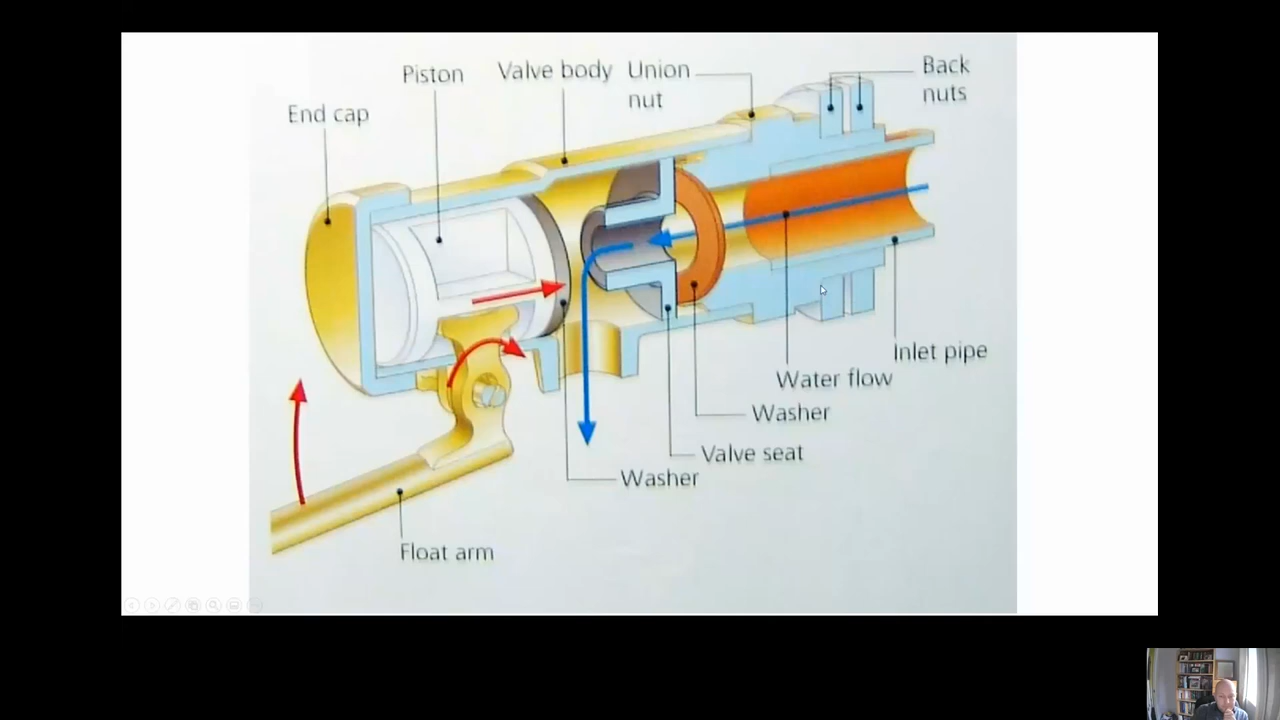 Piston
Valve body
Union
nut
Back
nuts
End cap
Inlet pipe
Water flow
Washer
Valve seat
Washer
Float arm